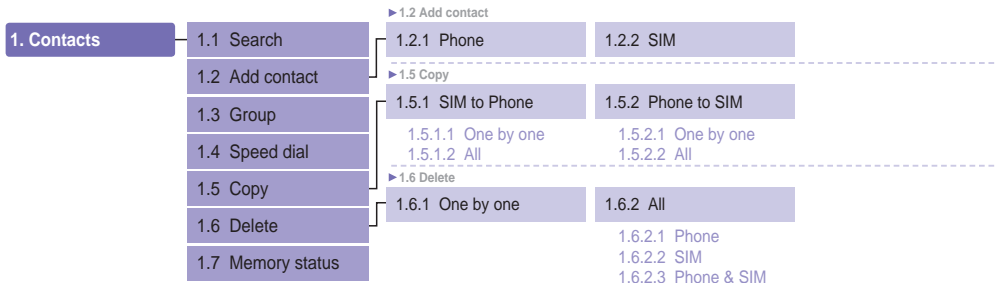 ►1.2 Add contact
1. Contacts
1.1 Search
1.2 Add contact
1.3 Group
1.4 Speed dial
1.5 Copy
1.6 Delete
1.7 Memory status
1.2.1 Phone
1.2.2 SIM
►1.5 Copy
1.5.1 SIM to Phone
1.5.1.1 One by one
1.5.1.2 All
1.5.2 Phone to SIM
1.5.2.1 One by one
1.5.2.2 All
►1.6 Delete
1.6.1 One by one
1.6.2 All
1.6.2.1 Phone
1.6.2.2 SIM
1.6.2.3 Phone & SIM